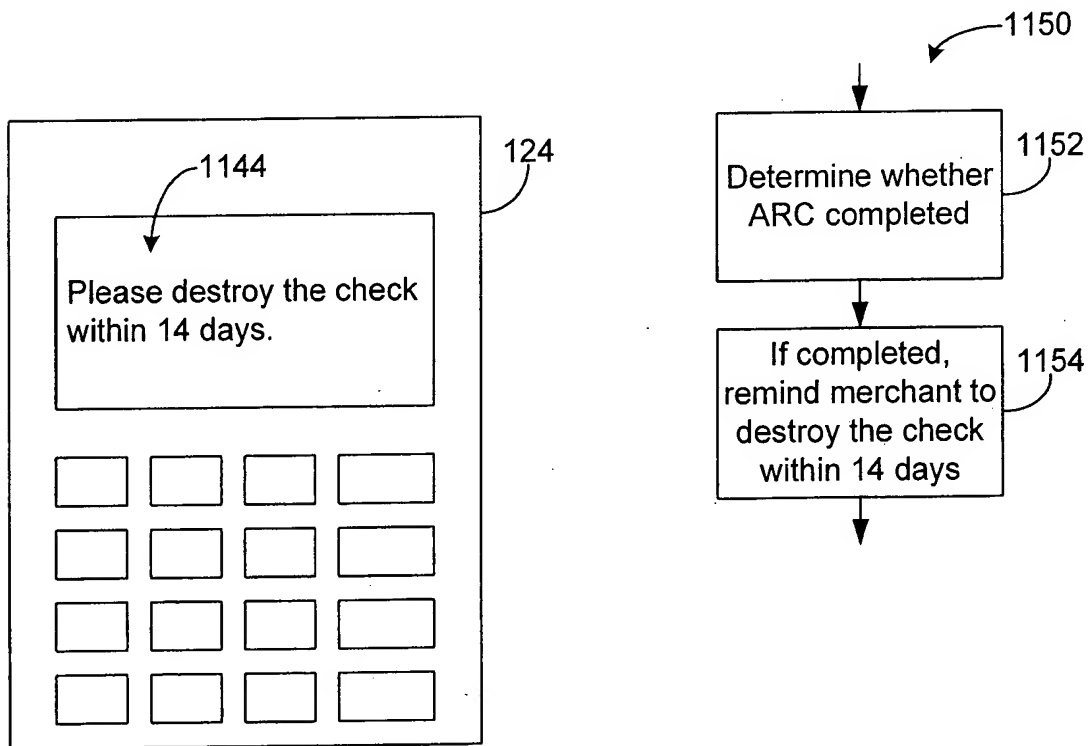 1150
124
1144
Please destroy the check
within 14 days.
1152
Determine whether
ARC completed
1154
If completed,
remind merchant to
destroy the check
within 14 days